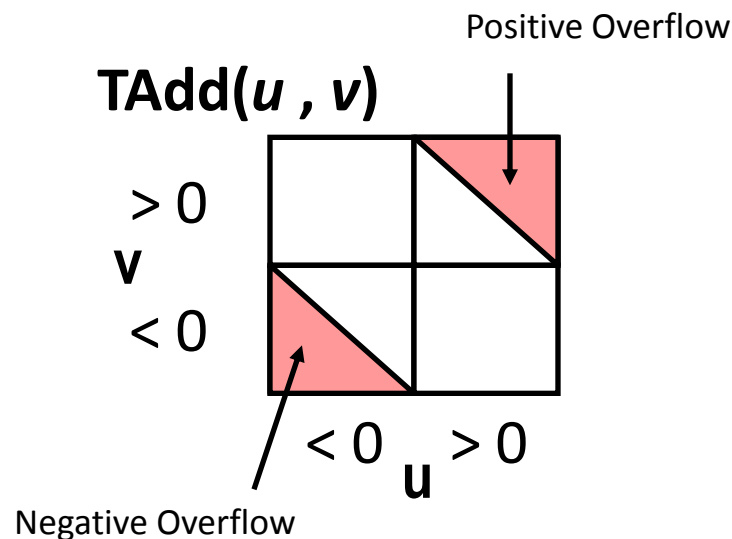 Positive Overflow
TAdd(u , v)
> 0
v
< 0
< 0 > 0
u
Negative Overflow